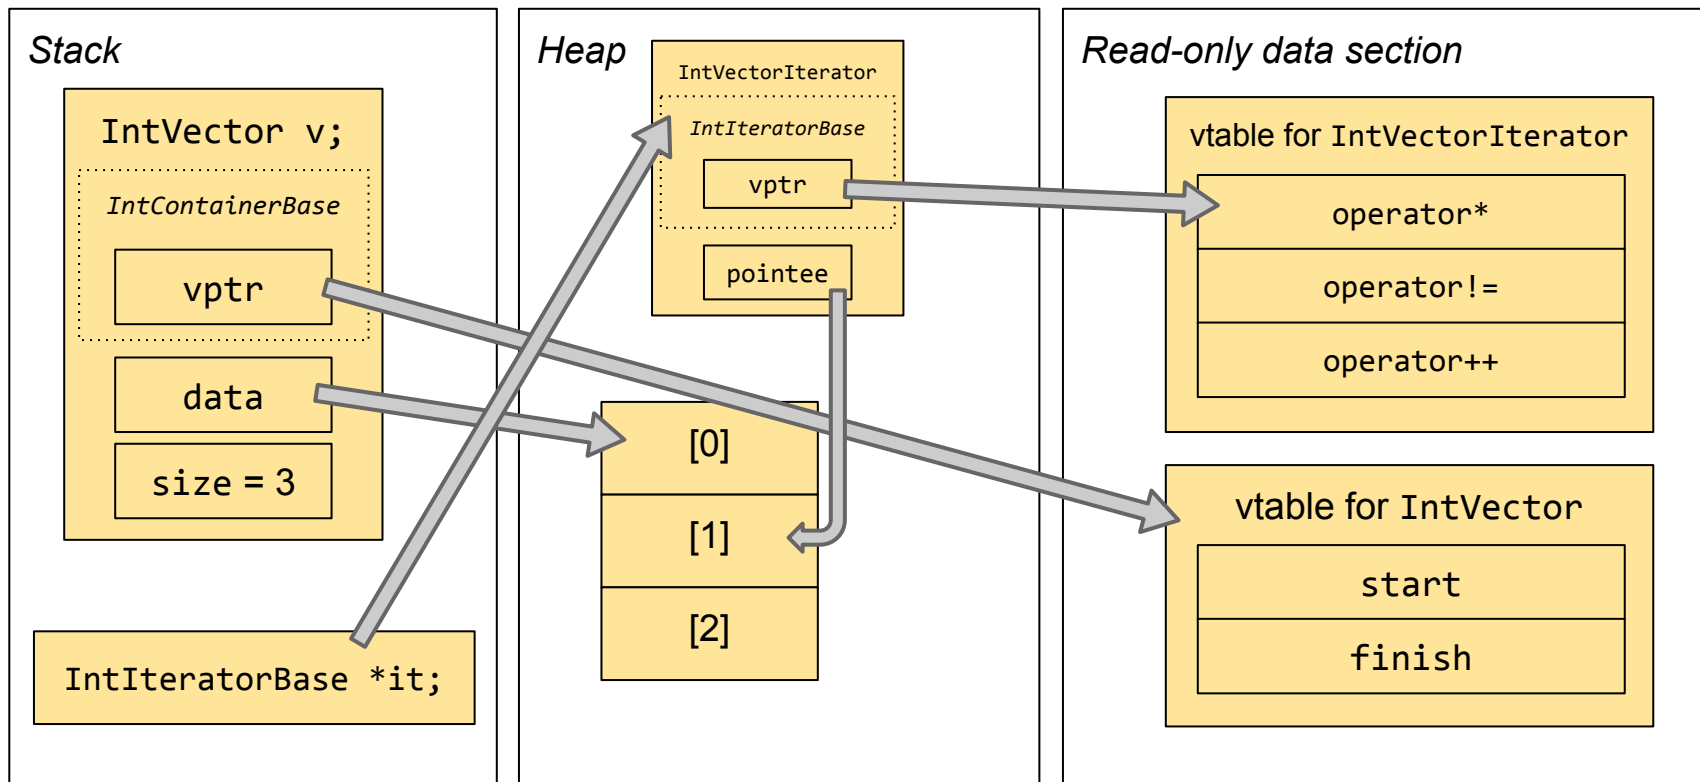 Stack
IntVector v;
IntContainerBase
vptr
data
size = 3
IntIteratorBase *it;
Heap
IntVectorIterator
IntIteratorBase
vptr
pointee
[0]
[1]
[2]
Read-only data section
vtable for IntVectorIterator
operator*
operator!=
operator++
vtable for IntVector
start
finish